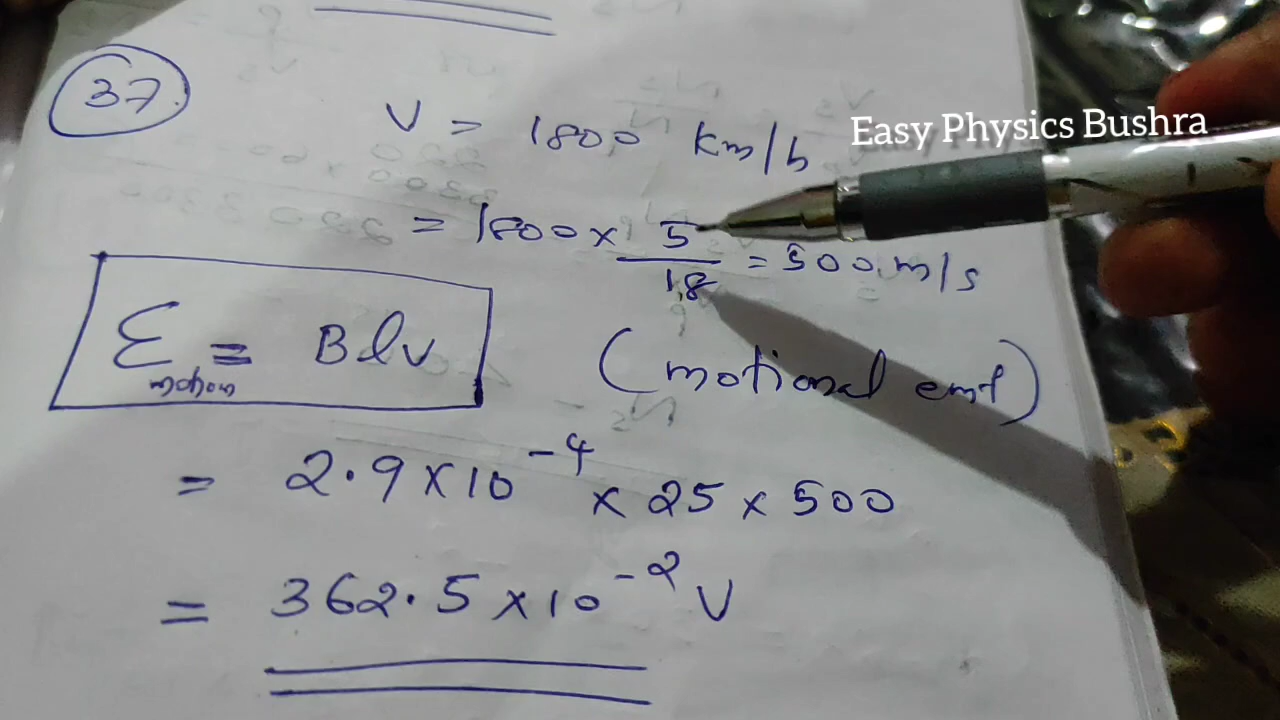 37.
V = 1800 km/h
Easy Physics Bushra
= 1800 × 5/18 = 500 m/s
Ɛmotion = Blv (motional emf)
= 2.9 × 10⁻⁴ × 25 × 500
= 362.5 × 10⁻² V